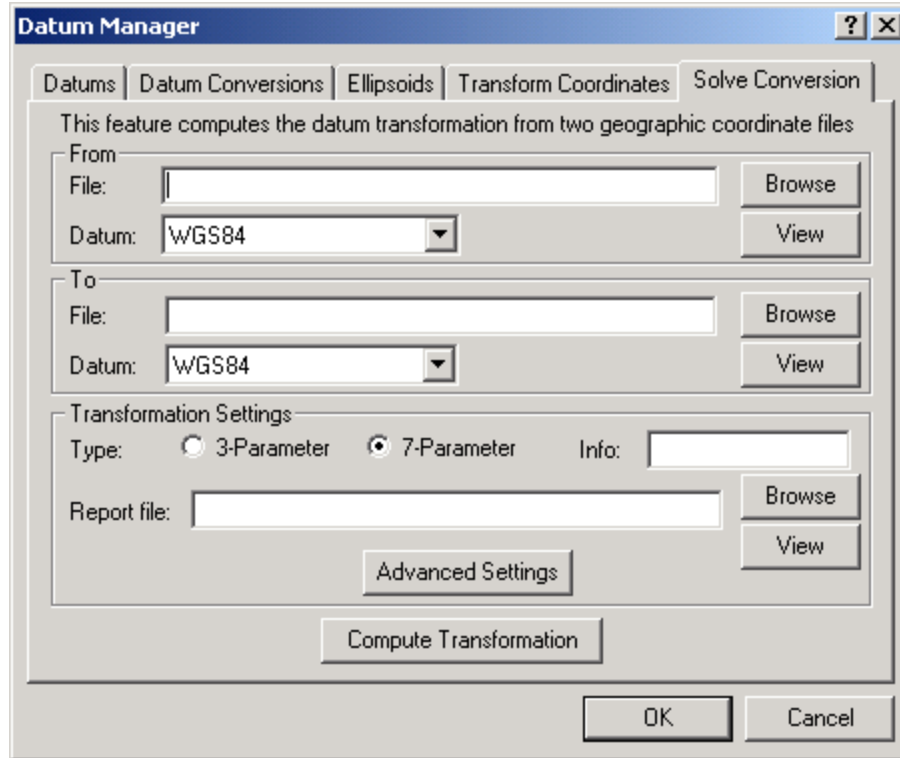 Datum Manager
Datums Datum Conversions Ellipsoids Transform Coordinates Solve Conversion
This feature computes the datum transformation from two geographic coordinate files
From
File: Browse
Datum: WGS84 View
To
File: Browse
Datum: WGS84 View
Transformation Settings
Type: 3-Parameter 7-Parameter Info:
Browse
Report file:
View
Advanced Settings
Compute Transformation
OK Cancel